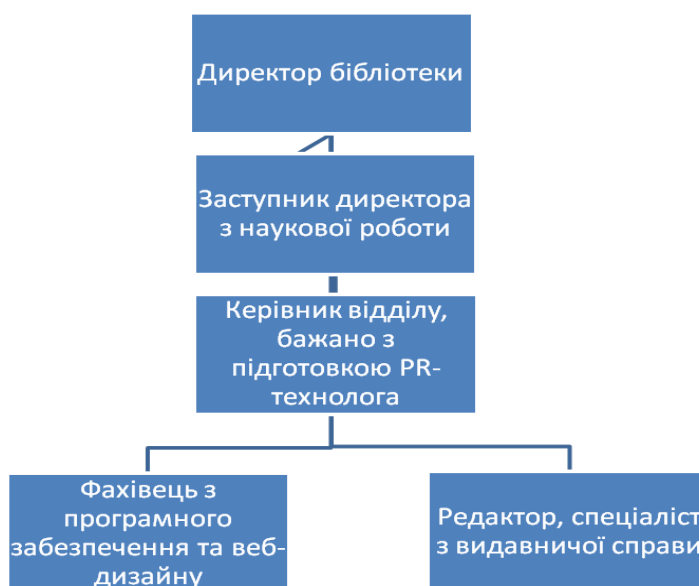 Директор бібліотеки
Заступник директора
з наукової роботи
Керівник відділу,
бажано з
підготовкою PR-
технолога
Фахівець з
програмного
забезпечення та веб-
дизайну
Редактор, спеціаліст
з видавничої справи